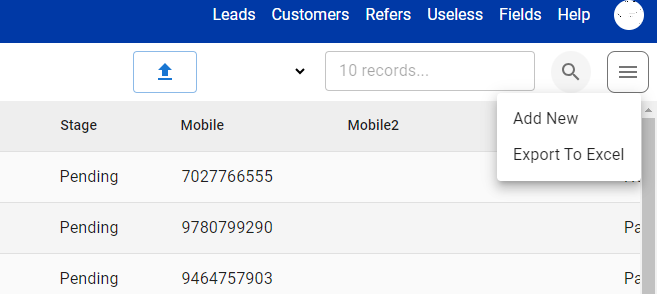 Leads Customers Refers Useless Fields Help
10 records...
Stage Mobile Mobile2
Add New
Export To Excel
Pending 7027766555
Pending 9780799290 Pa
Pending 9464757903 Pa